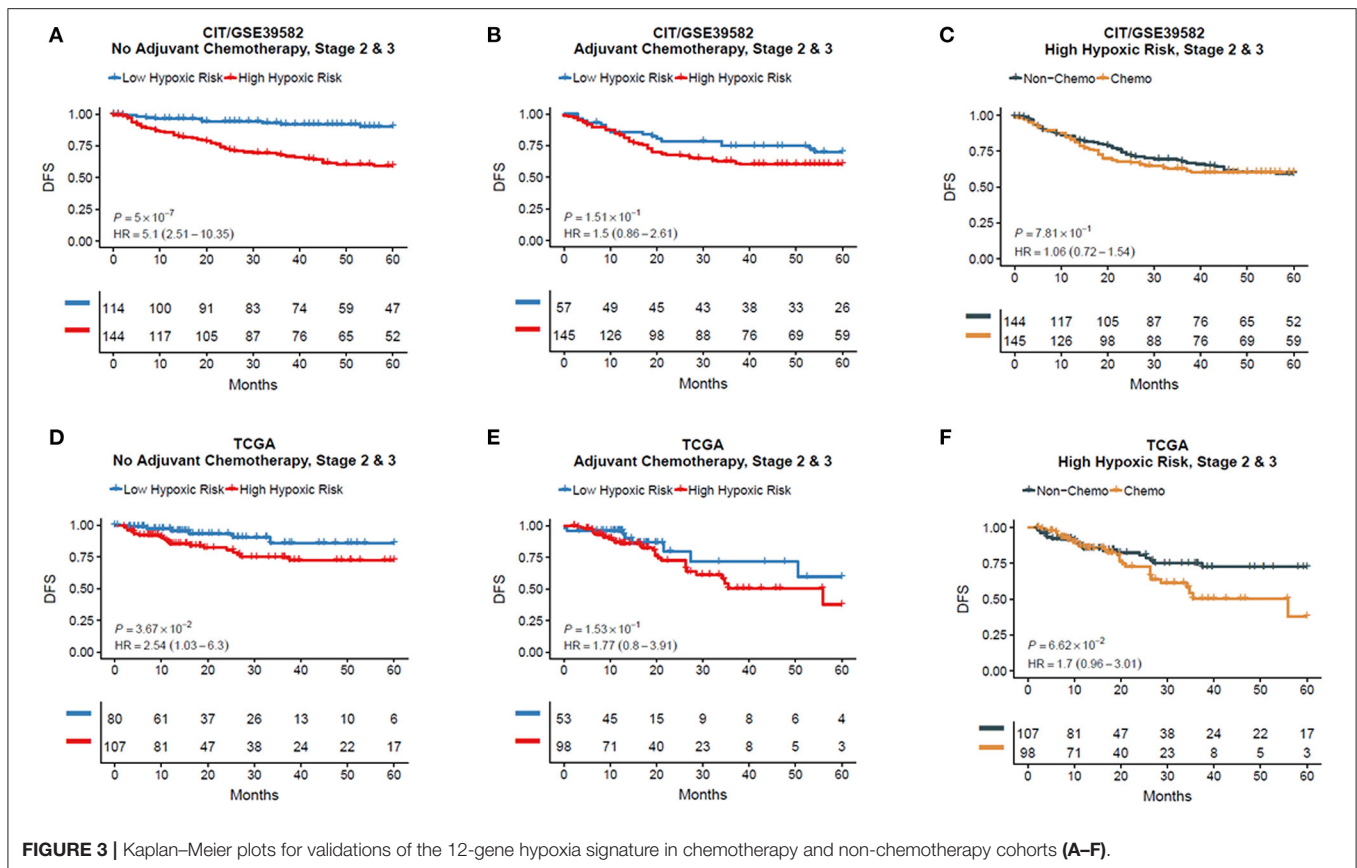 A
CIT/GSE39582
No Adjuvant Chemotherapy, Stage 2 & 3
Low Hypoxic Risk High Hypoxic Risk
1.00
0.75
0.50
0.25
0.00
DFS
P = 5×10⁻⁷
HR = 5.1 (2.51−10.35)
0 10 20 30 40 50 60
114 100 91 83 74 59 47
144 117 105 87 76 65 52
0 10 20 30 40 50 60
Months
B
CIT/GSE39582
Adjuvant Chemotherapy, Stage 2 & 3
Low Hypoxic Risk High Hypoxic Risk
1.00
0.75
0.50
0.25
0.00
DFS
P = 1.51×10⁻¹
HR = 1.5 (0.86−2.61)
0 10 20 30 40 50 60
57 49 45 43 38 33 26
145 126 98 88 76 69 59
0 10 20 30 40 50 60
Months
C
CIT/GSE39582
High Hypoxic Risk, Stage 2 & 3
Non−Chemo Chemo
1.00
0.75
0.50
0.25
0.00
DFS
P = 7.81×10⁻¹
HR = 1.06 (0.72−1.54)
0 10 20 30 40 50 60
144 117 105 87 76 65 52
145 126 98 88 76 69 59
0 10 20 30 40 50 60
Months
D
TCGA
No Adjuvant Chemotherapy, Stage 2 & 3
Low Hypoxic Risk High Hypoxic Risk
1.00
0.75
0.50
0.25
0.00
DFS
P = 3.67×10⁻²
HR = 2.54 (1.03−6.3)
0 10 20 30 40 50 60
80 61 37 26 13 10 6
107 81 47 38 24 22 17
0 10 20 30 40 50 60
Months
E
TCGA
Adjuvant Chemotherapy, Stage 2 & 3
Low Hypoxic Risk High Hypoxic Risk
1.00
0.75
0.50
0.25
0.00
DFS
P = 1.53×10⁻¹
HR = 1.77 (0.8−3.91)
0 10 20 30 40 50 60
53 45 15 9 8 6 4
98 71 40 23 8 5 3
0 10 20 30 40 50 60
Months
F
TCGA
High Hypoxic Risk, Stage 2 & 3
Non−Chemo Chemo
1.00
0.75
0.50
0.25
0.00
DFS
P = 6.62×10⁻²
HR = 1.7 (0.96−3.01)
0 10 20 30 40 50 60
107 81 47 38 24 22 17
98 71 40 23 8 5 3
0 10 20 30 40 50 60
Months
FIGURE 3 | Kaplan–Meier plots for validations of the 12-gene hypoxia signature in chemotherapy and non-chemotherapy cohorts (A–F).